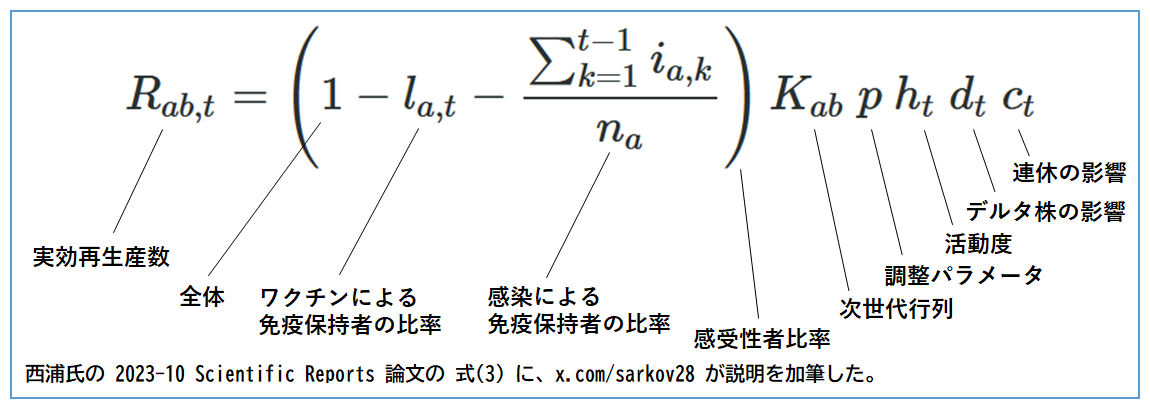 R_{ab,t} = ( 1 − l_{a,t} − \frac{\sum_{k=1}^{t−1} i_{a,k}}{n_a} ) K_{ab} p h_t d_t c_t
連休の影響
デルタ株の影響
活動度
調整パラメータ
次世代行列
実効再生産数
全体
ワクチンによる
免疫保持者の比率
感染による
免疫保持者の比率
感受性者比率
西浦氏の 2023-10 Scientific Reports 論文の 式(3) に、x.com/sarkov28 が説明を加筆した。